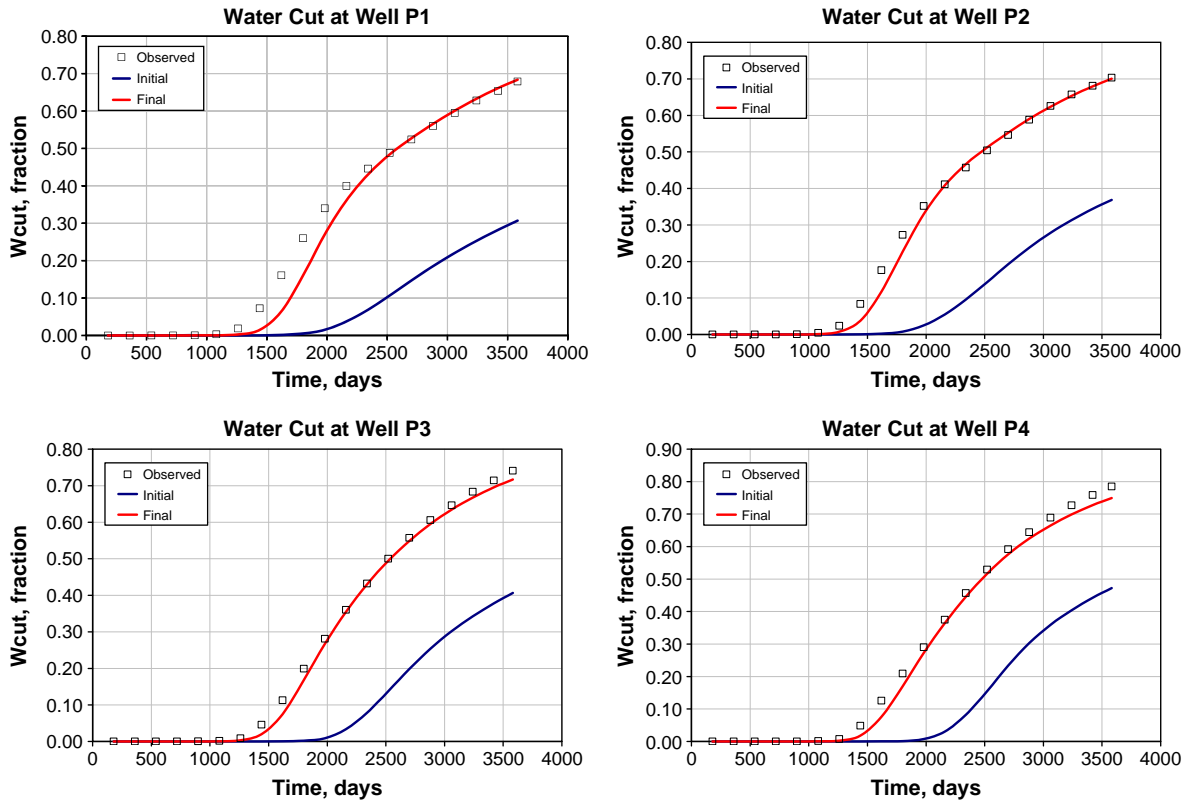 Water Cut at Well P1
Wcut, fraction
0.80
0.70
0.60
0.50
0.40
0.30
0.20
0.10
0.00
Observed
Initial
Final
0 500 1000 1500 2000 2500 3000 3500 4000
Time, days
Water Cut at Well P2
Wcut, fraction
0.80
0.70
0.60
0.50
0.40
0.30
0.20
0.10
0.00
Observed
Initial
Final
0 500 1000 1500 2000 2500 3000 3500 4000
Time, days
Water Cut at Well P3
Wcut, fraction
0.80
0.70
0.60
0.50
0.40
0.30
0.20
0.10
0.00
Observed
Initial
Final
0 500 1000 1500 2000 2500 3000 3500 4000
Time, days
Water Cut at Well P4
Wcut, fraction
0.90
0.80
0.70
0.60
0.50
0.40
0.30
0.20
0.10
0.00
Observed
Initial
Final
0 500 1000 1500 2000 2500 3000 3500 4000
Time, days